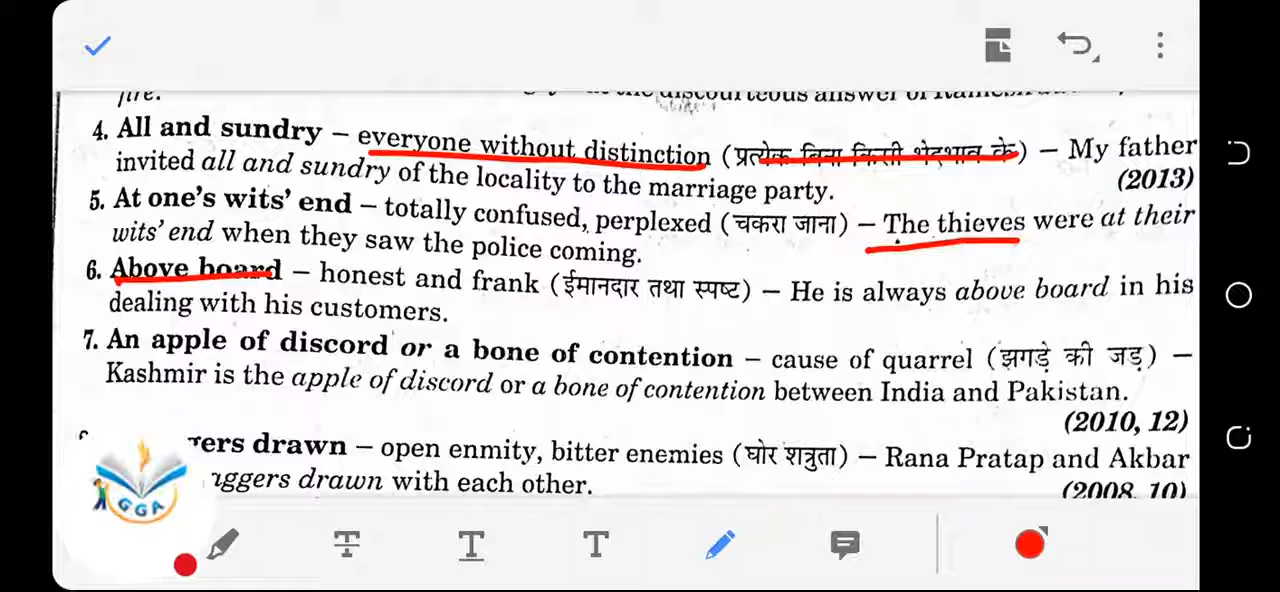 fire.
discourteous answer of
4. All and sundry – everyone without distinction (प्रत्येक बिना किसी भेदभाव के) – My father
invited all and sundry of the locality to the marriage party. (2013)
5. At one's wits' end – totally confused, perplexed (चकरा जाना) – The thieves were at their
wits' end when they saw the police coming.
6. Above board – honest and frank (ईमानदार तथा स्पष्ट) – He is always above board in his
dealing with his customers.
7. An apple of discord or a bone of contention – cause of quarrel (झगड़े की जड़) –
Kashmir is the apple of discord or a bone of contention between India and Pakistan.
(2010, 12)
drawn – open enmity, bitter enemies (घोर शत्रुता) – Rana Pratap and Akbar
drawn with each other. (2008, 10)
GGA
T T T